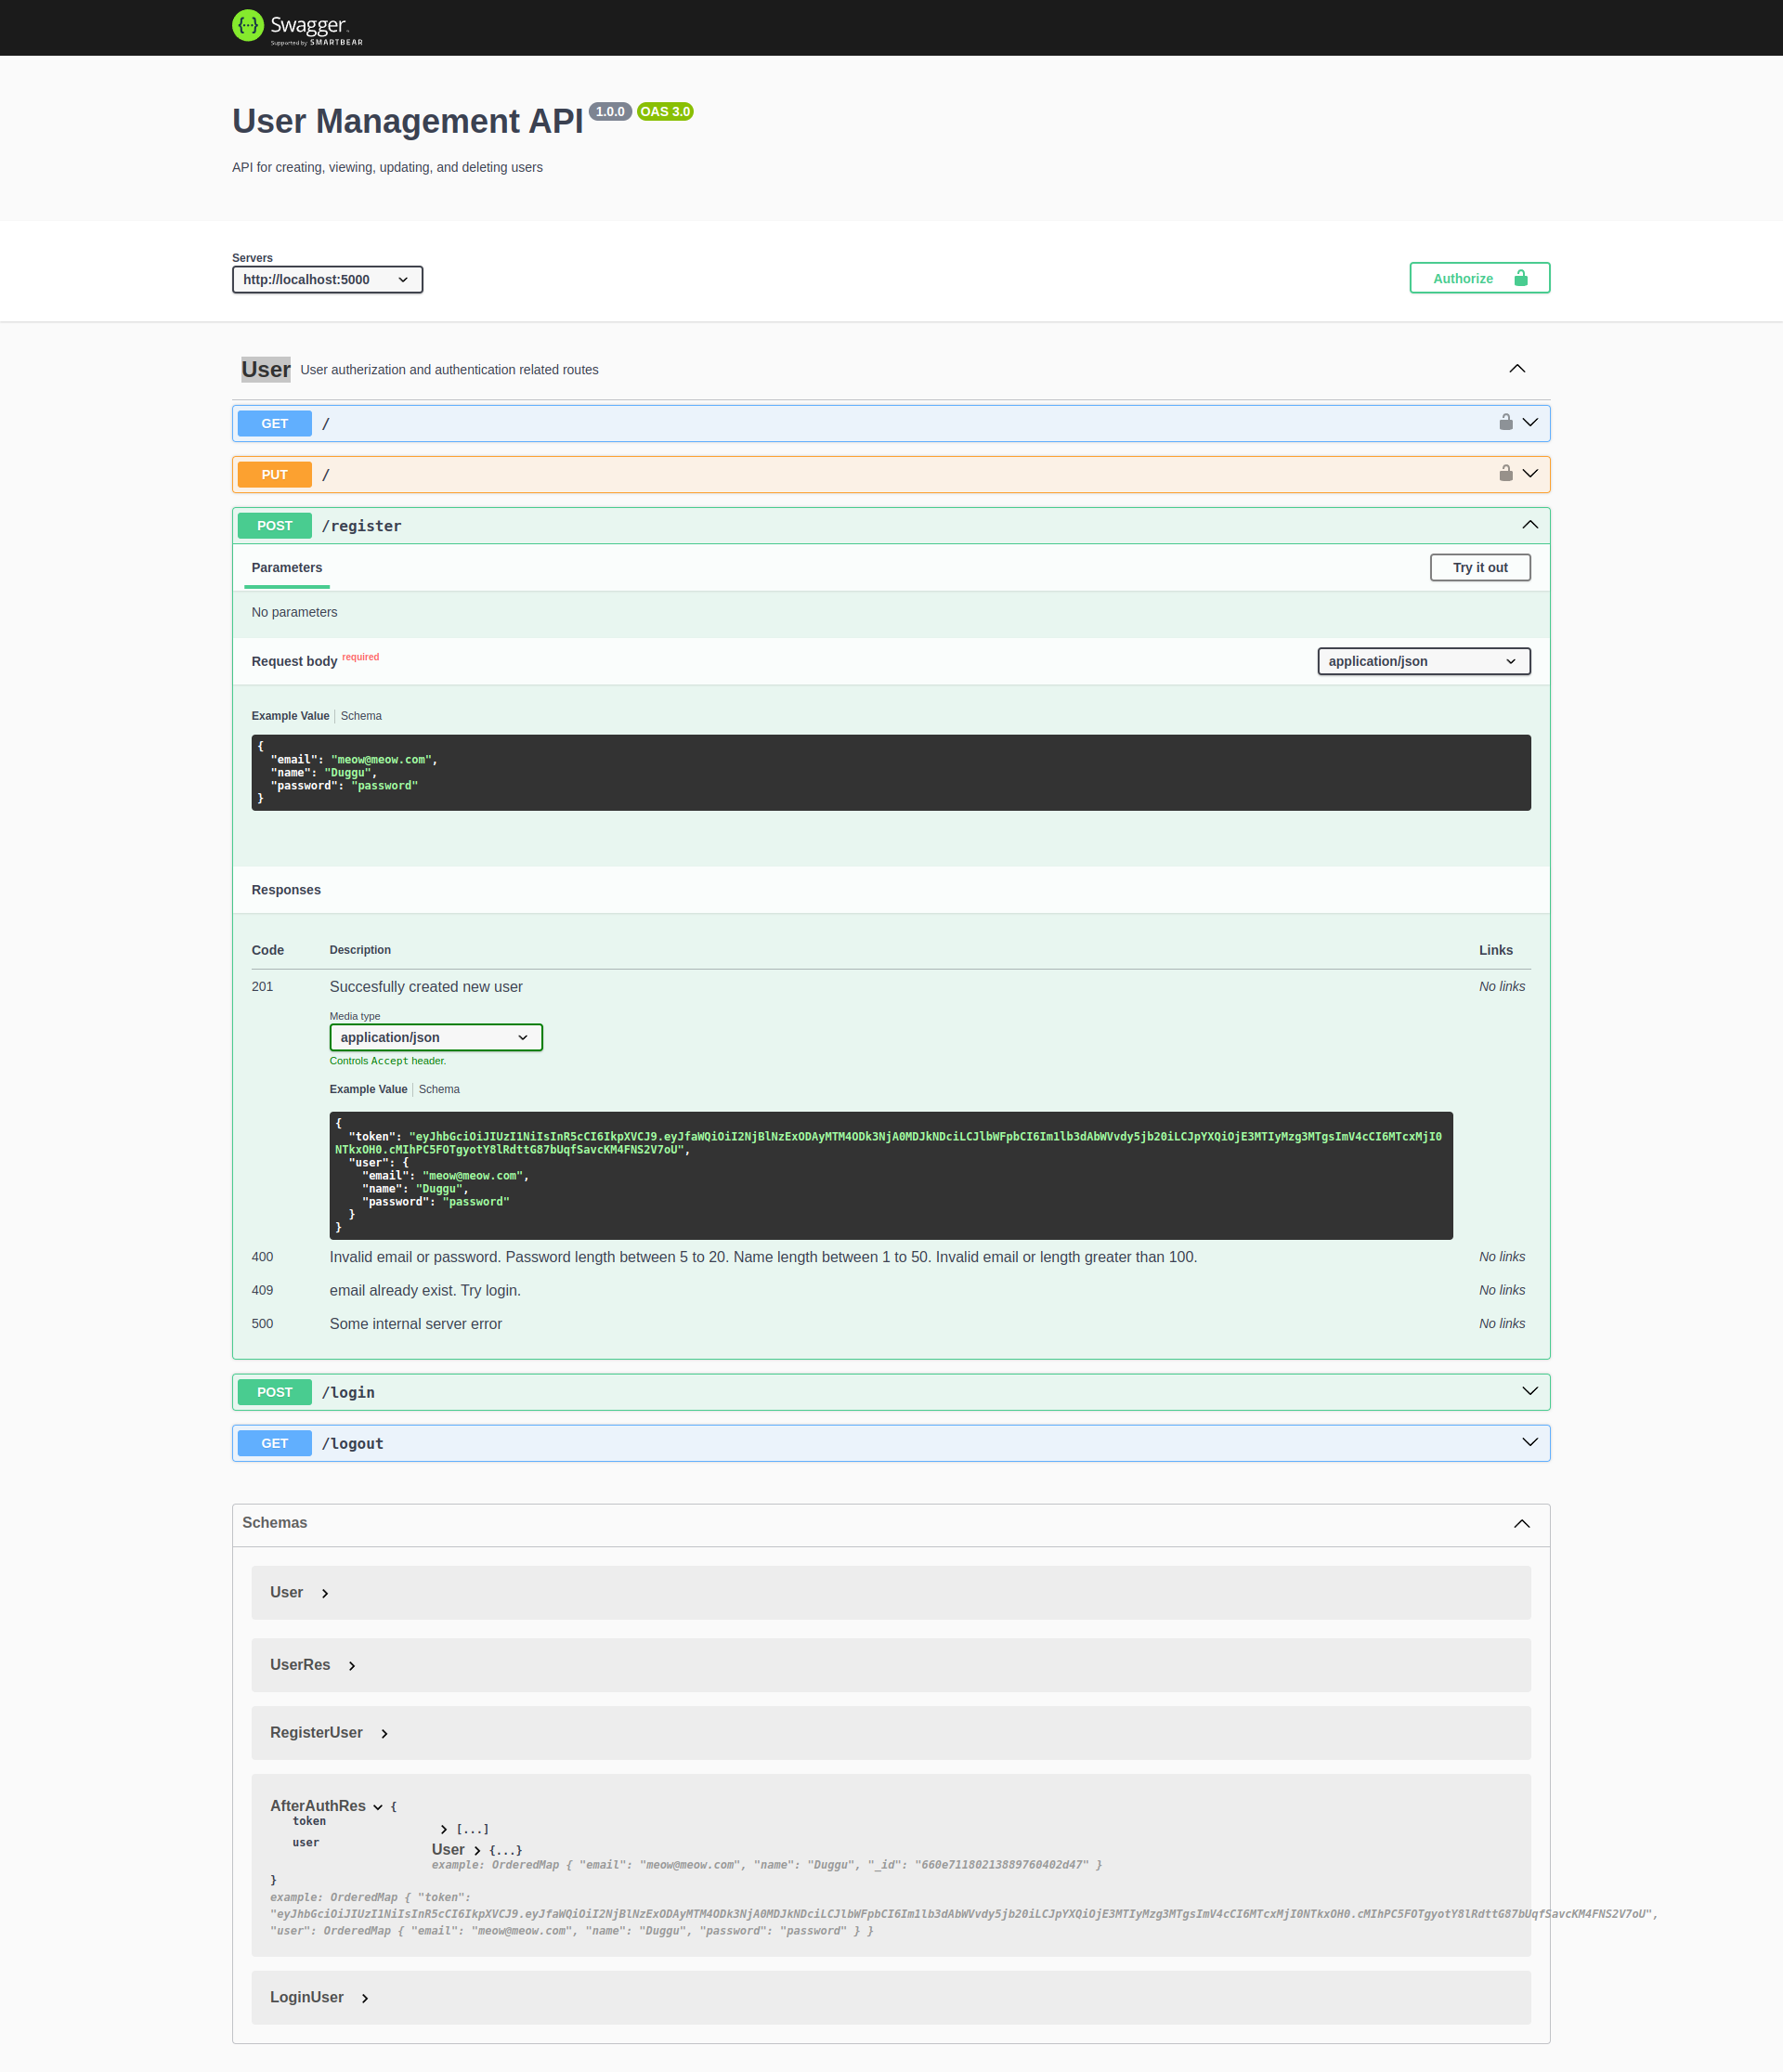 Swagger
Supported by SMARTBEAR
User Management API 1.0.0 OAS 3.0
API for creating, viewing, updating, and deleting users
Servers
http://localhost:5000
Authorize
User User autherization and authentication related routes
GET /
PUT /
POST /register
Parameters
Try it out
No parameters
Request body required
application/json
Example Value Schema
{
"email": "meow@meow.com",
"name": "Duggu",
"password": "password"
}
Responses
Code Description Links
201 Succesfully created new user No links
Media type
application/json
Controls Accept header.
Example Value Schema
{
"token": "eyJhbGciOiJIUzI1NiIsInR5cCI6IkpXVCJ9.eyJfaWQiOiI2NjBlNzExODAyMTM4ODk3NjA0MDJkNDciLCJlbWFpbCI6Im1lb3dAbWVvdy5jb20iLCJpYXQiOjE3MTIyMzg3MTgsImV4cCI6MTcxMjI0
NTkxOH0.cMIhPC5FOTgyotY8lRdttG87bUqfSavcKM4FNS2V7oU",
"user": {
"email": "meow@meow.com",
"name": "Duggu",
"password": "password"
}
}
400 Invalid email or password. Password length between 5 to 20. Name length between 1 to 50. Invalid email or length greater than 100. No links
409 email already exist. Try login. No links
500 Some internal server error No links
POST /login
GET /logout
Schemas
User
UserRes
RegisterUser
AfterAuthRes {
token [...]
user User {...}
example: OrderedMap { "email": "meow@meow.com", "name": "Duggu", "_id": "660e71180213889760402d47" }
}
example: OrderedMap { "token":
"eyJhbGciOiJIUzI1NiIsInR5cCI6IkpXVCJ9.eyJfaWQiOiI2NjBlNzExODAyMTM4ODk3NjA0MDJkNDciLCJlbWFpbCI6Im1lb3dAbWVvdy5jb20iLCJpYXQiOjE3MTIyMzg3MTgsImV4cCI6MTcxMjI0NTkxOH0.cMIhPC5FOTgyotY8lRdttG87bUqfSavcKM4FNS2V7oU",
"user": OrderedMap { "email": "meow@meow.com", "name": "Duggu", "password": "password" } }
LoginUser